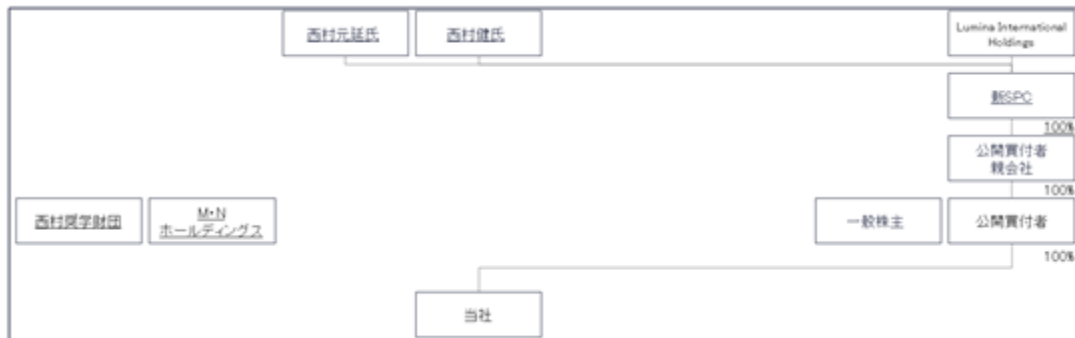 西村元延氏
西村健氏
Lumina International
Holdings
新SPC
100%
公開買付者
親会社
100%
西村奨学財団
M・N
ホールディングス
一般株主
公開買付者
100%
当社